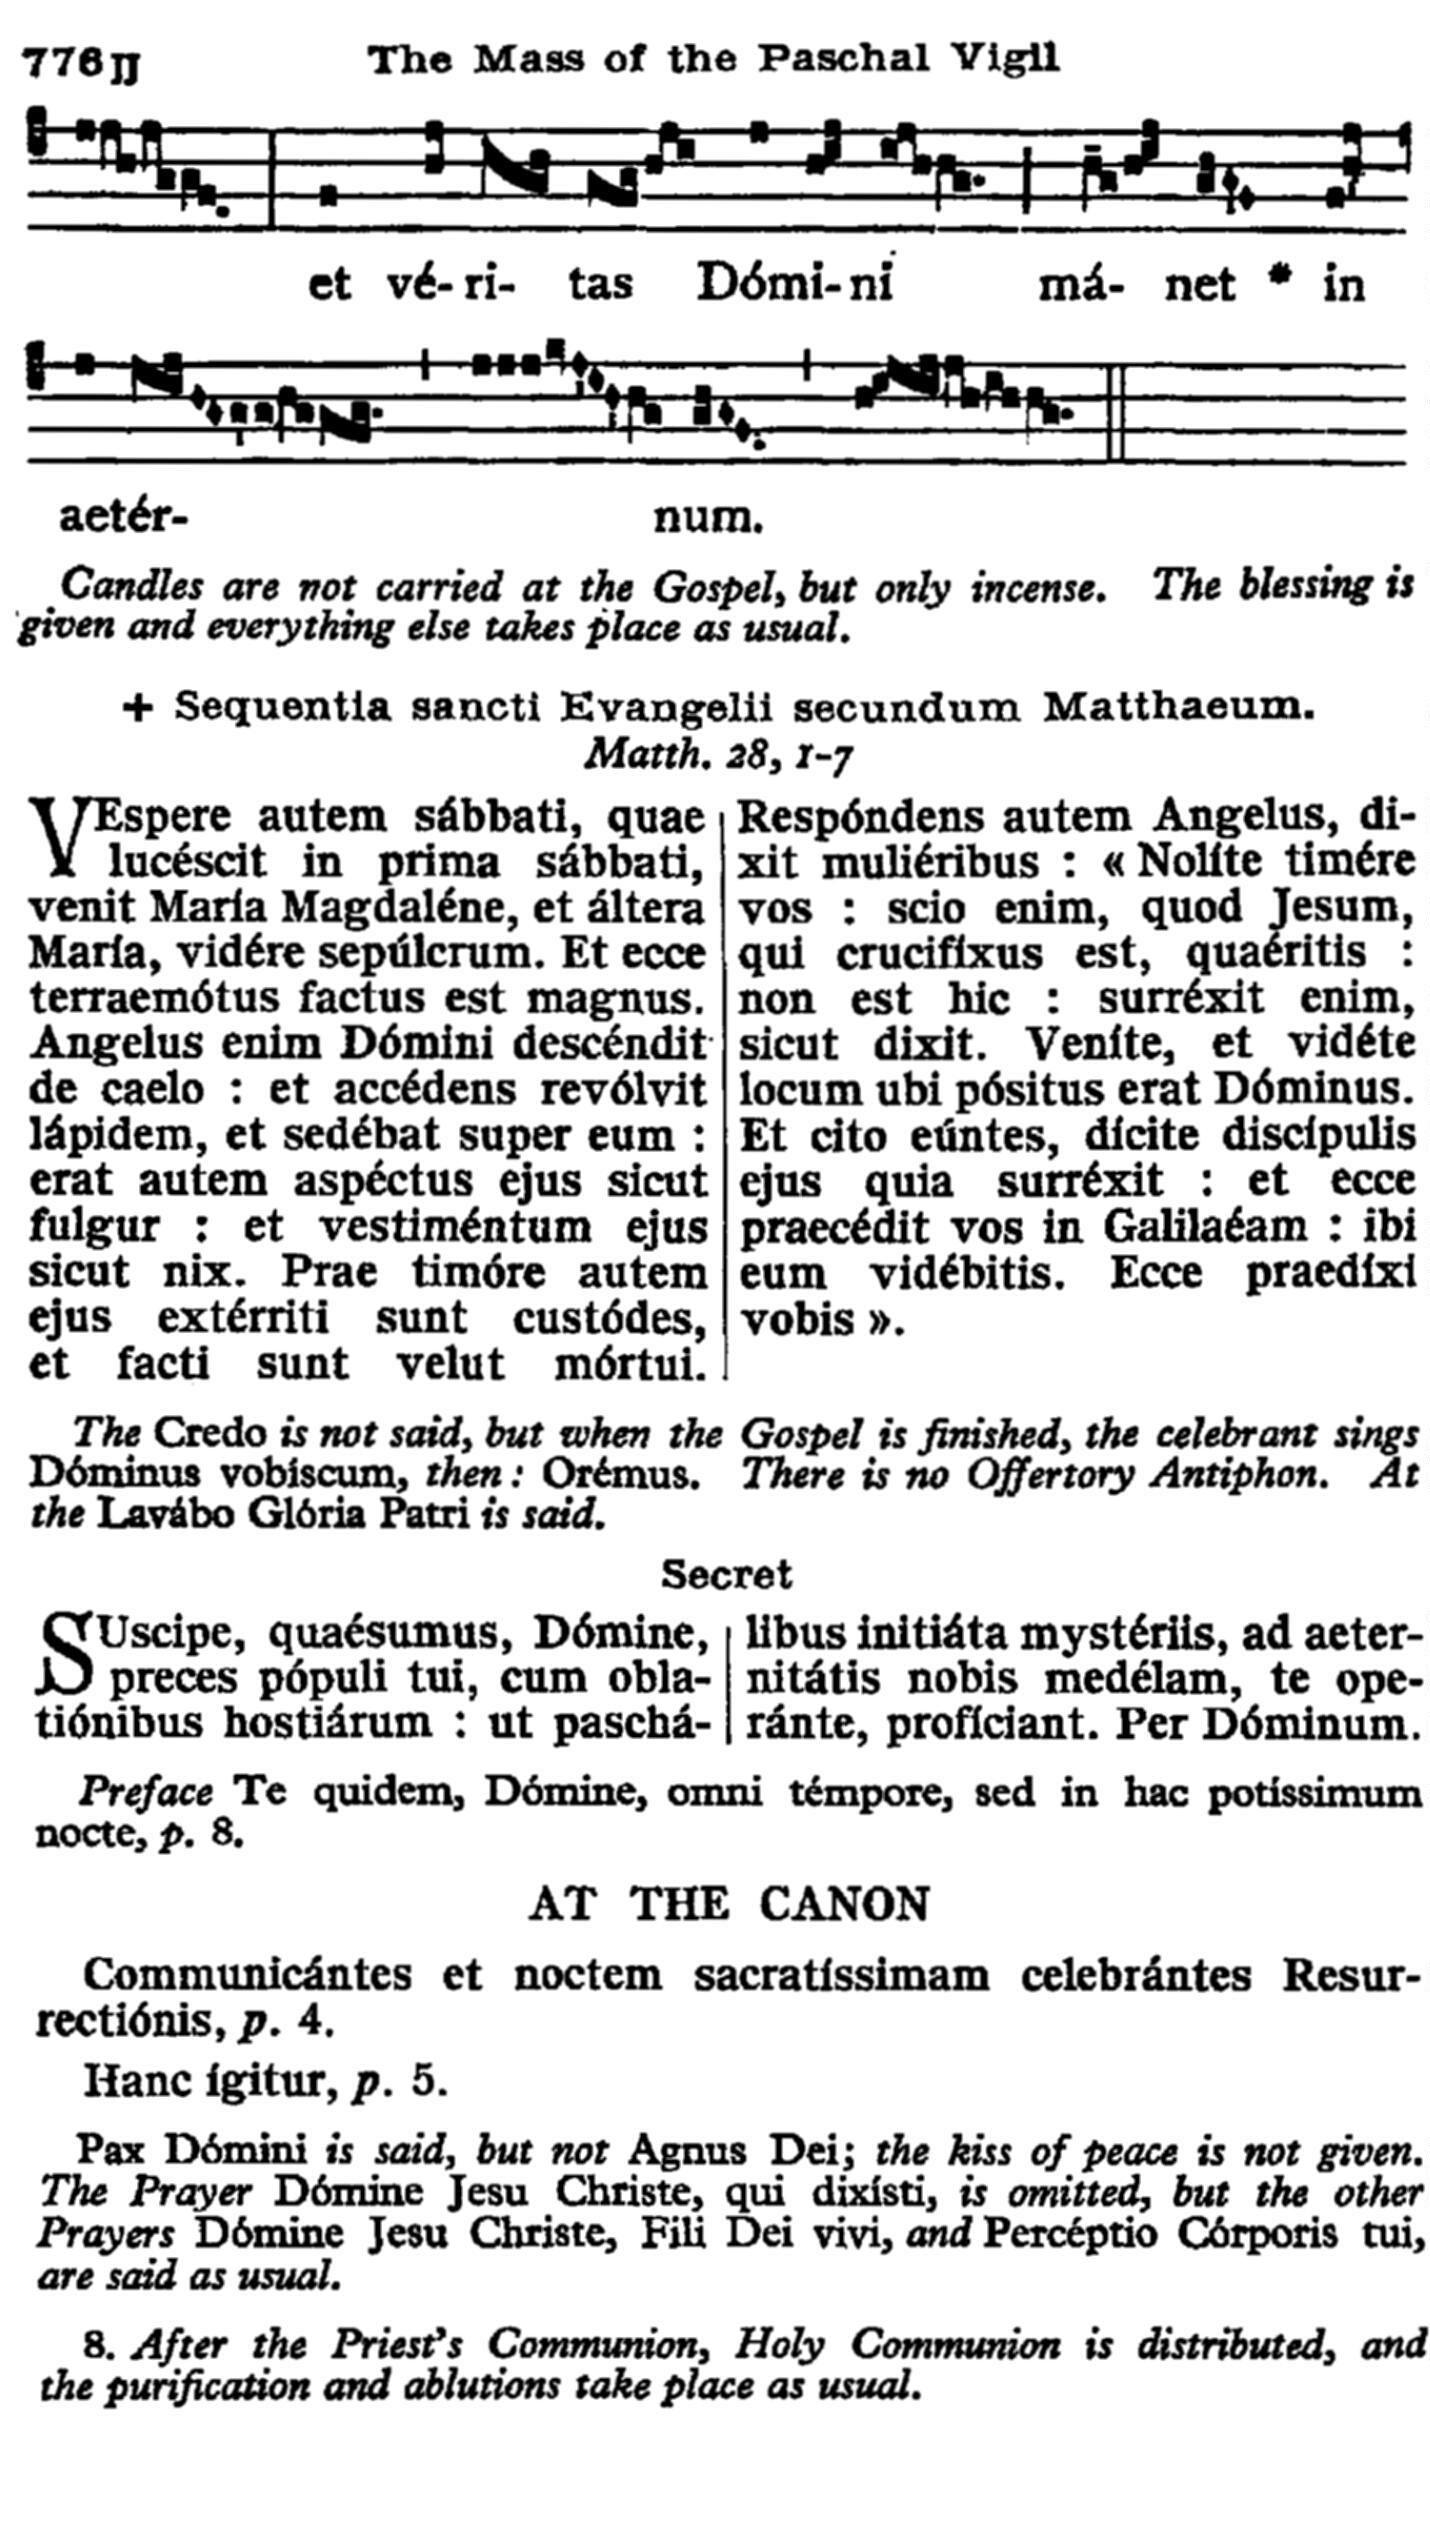 776 JJ The Mass of the Paschal Vigil
et vé- ri- tas Dómi- ni má- net * in
aetér- num.
Candles are not carried at the Gospel, but only incense. The blessing is
given and everything else takes place as usual.
+ Sequentia sancti Evangelii secundum Matthaeum.
Matth. 28, 1-7
VEspere autem sábbati, quae
lucéscit in prima sábbati,
venit María Magdaléne, et áltera
María, vidére sepúlcrum. Et ecce
terraemótus factus est magnus.
Angelus enim Dómini descéndit
de caelo : et accédens revólvit
lápidem, et sedébat super eum :
erat autem aspéctus ejus sicut
fulgur : et vestiméntum ejus
sicut nix. Prae timóre autem
ejus extérriti sunt custódes,
et facti sunt velut mórtui.
Respóndens autem Angelus, di-
xit muliéribus : « Nolíte timére
vos : scio enim, quod Jesum,
qui crucifíxus est, quaéritis :
non est hic : surréxit enim,
sicut dixit. Veníte, et vidéte
locum ubi pósitus erat Dóminus.
Et cito eúntes, dícite discípulis
ejus quia surréxit : et ecce
praecédit vos in Galilaéam : ibi
eum vidébitis. Ecce praedíxi
vobis ».
The Credo is not said, but when the Gospel is finished, the celebrant sings
Dóminus vobíscum, then : Orémus. There is no Offertory Antiphon. At
the Lavábo Glória Patri is said.
Secret
SUscipe, quaésumus, Dómine,
preces pópuli tui, cum obla-
tiónibus hostiárum : ut paschá-
libus initiáta mystériis, ad aeter-
nitátis nobis medélam, te ope-
ránte, profíciant. Per Dóminum.
Preface Te quidem, Dómine, omni témpore, sed in hac potíssimum
nocte, p. 8.
AT THE CANON
Communicántes et noctem sacratíssimam celebrántes Resur-
rectiónis, p. 4.
Hanc ígitur, p. 5.
Pax Dómini is said, but not Agnus Dei; the kiss of peace is not given.
The Prayer Dómine Jesu Christe, qui dixísti, is omitted, but the other
Prayers Dómine Jesu Christe, Fili Dei vivi, and Percéptio Córporis tui,
are said as usual.
8. After the Priest's Communion, Holy Communion is distributed, and
the purification and ablutions take place as usual.